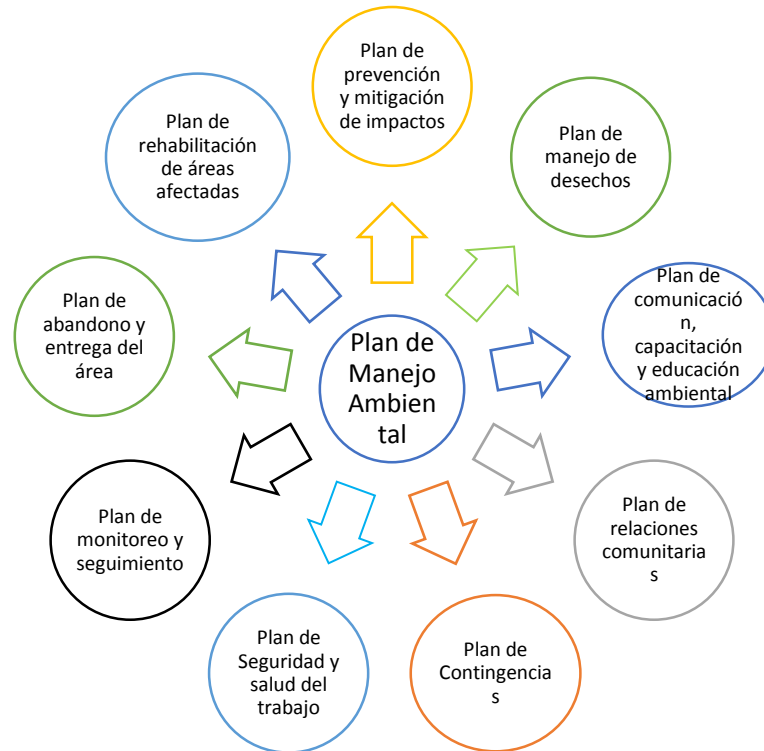 Plan de
prevención
y mitigación
de impactos
Plan de
manejo de
desechos
Plan de
comunicació
n,
capacitación
y educación
ambiental
Plan de
relaciones
comunitaria
s
Plan de
Contingencia
s
Plan de
Seguridad y
salud del
trabajo
Plan de
monitoreo y
seguimiento
Plan de
abandono y
entrega del
área
Plan de
rehabilitación
de áreas
afectadas
Plan de
Manejo
Ambien
tal